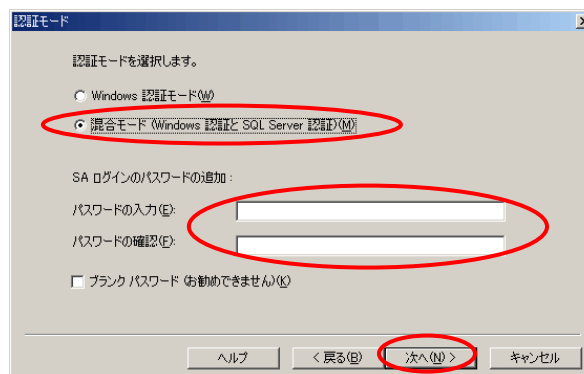 認証モード
認証モードを選択します。
Windows 認証モード(W)
混合モード (Windows 認証と SQL Server 認証)(M)
SA ログインのパスワードの追加 :
パスワードの入力(E):
パスワードの確認(F):
ブランク パスワード (お勧めできません)(K)
ヘルプ
< 戻る(B)
次へ(N) >
キャンセル